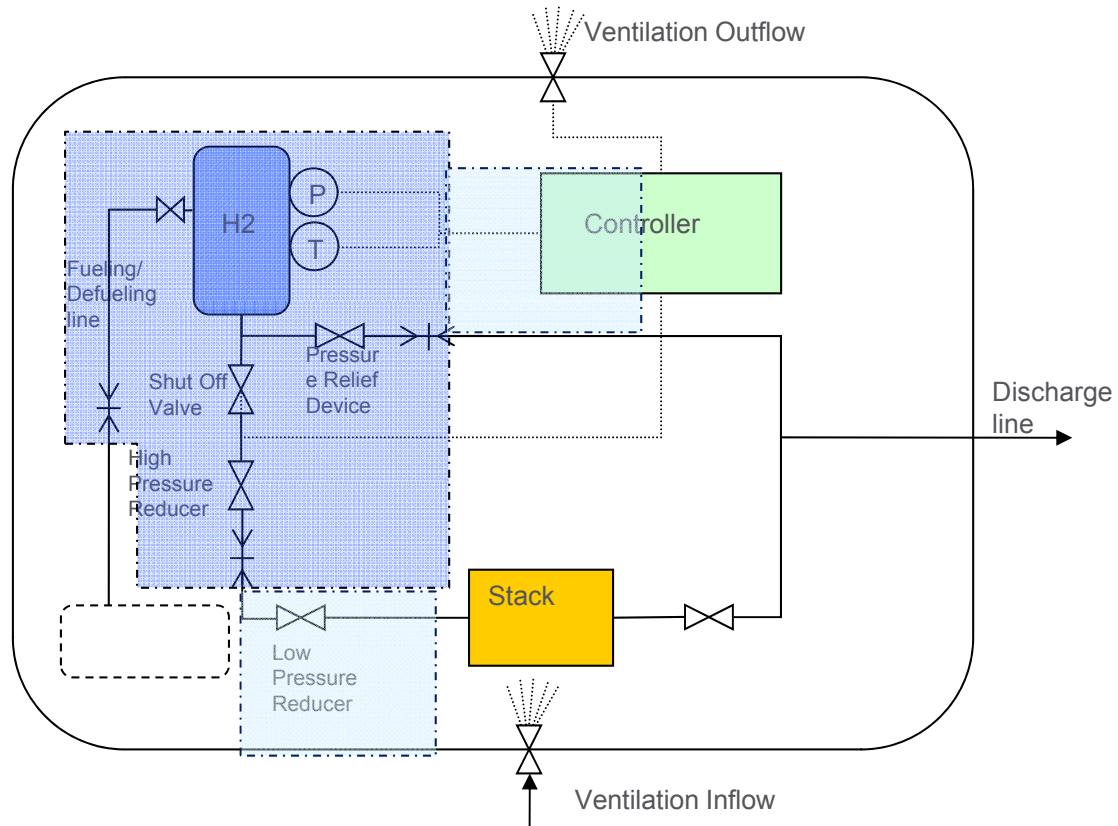 Ventilation Outflow
P
H2
T
Controller
Fueling/
Defueling
line
Pressur
e Relief
Device
Shut Off
Valve
Discharge
line
High
Pressure
Reducer
Stack
Low
Pressure
Reducer
Ventilation Inflow